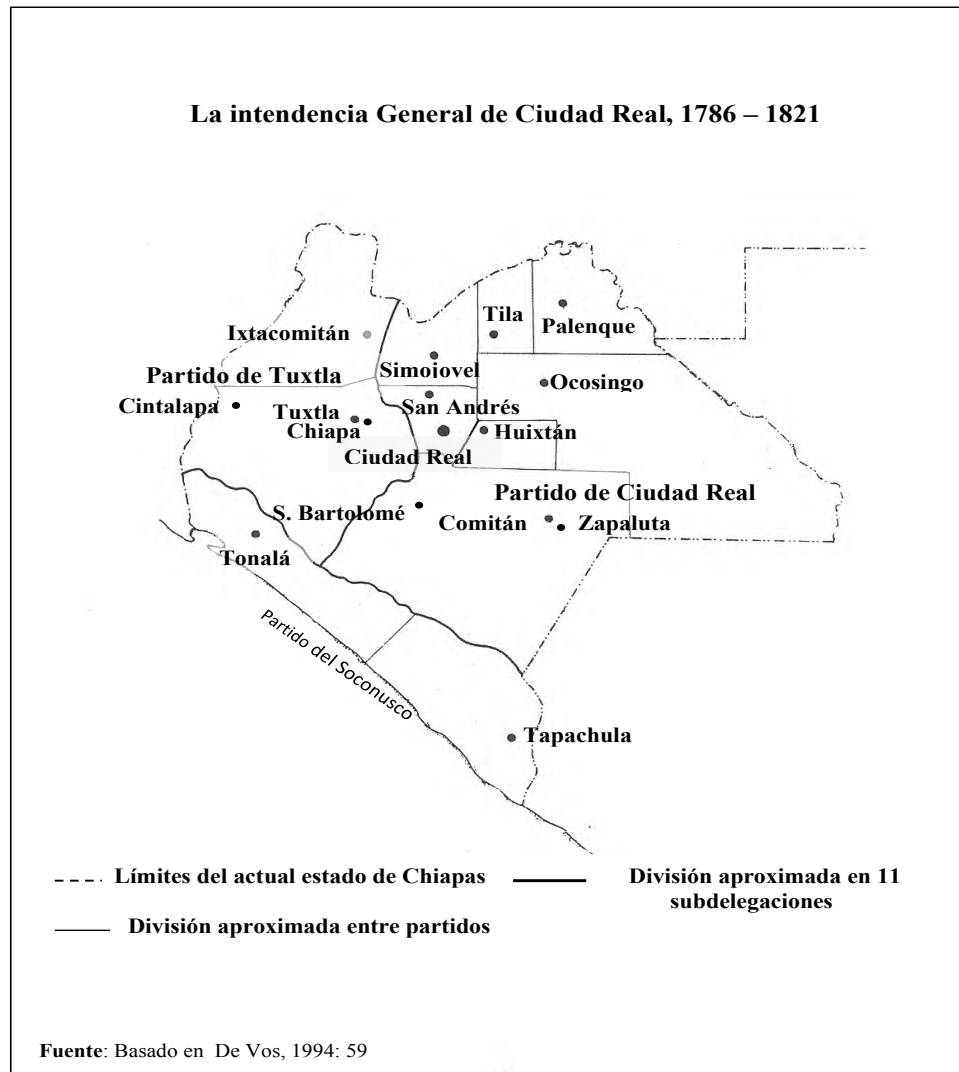 La intendencia General de Ciudad Real, 1786 – 1821
Tila
Palenque
Ixtacomitán
Simojovel
Partido de Tuxtla
Ocosingo
Cintalapa
San Andrés
Tuxtla
Chiapa
Huixtán
Ciudad Real
Partido de Ciudad Real
S. Bartolomé
Comitán
Zapaluta
Tonalá
Partido del Soconusco
Tapachula
Límites del actual estado de Chiapas
División aproximada en 11
subdelegaciones
División aproximada entre partidos
Fuente: Basado en De Vos, 1994: 59